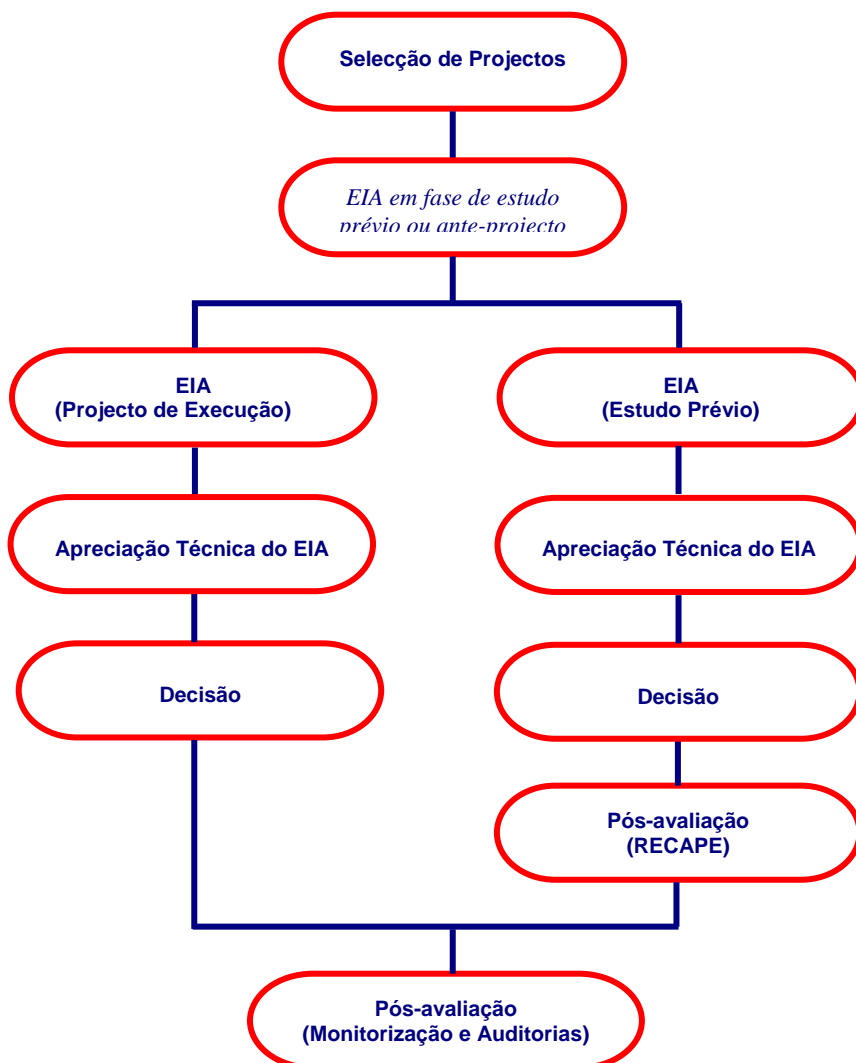 Selecção de Projectos
EIA em fase de estudo
prévio ou ante-projecto
EIA
(Projecto de Execução)
EIA
(Estudo Prévio)
Apreciação Técnica do EIA
Apreciação Técnica do EIA
Decisão
Decisão
Pós-avaliação
(RECAPE)
Pós-avaliação
(Monitorização e Auditorias)